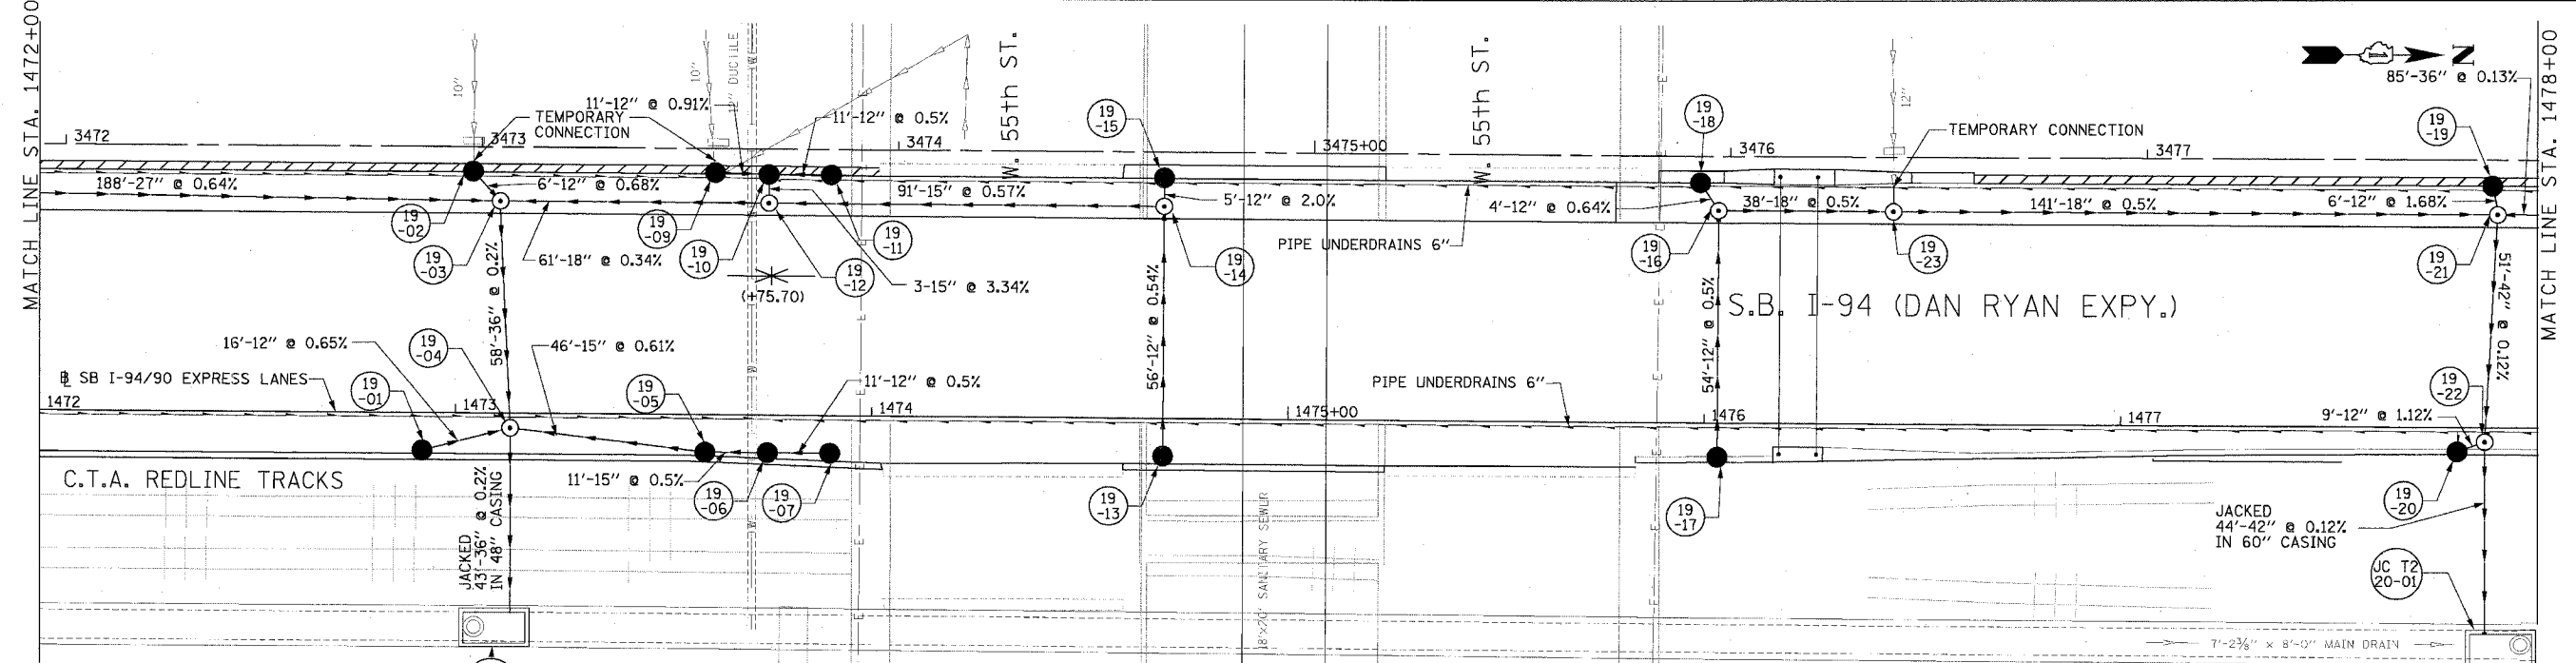 MATCH LINE STA. 1472+00
10"
10"
12" DUCTILE
W. 55th ST.
W. 55th ST.
12"
N
85'-36" @ 0.13%
MATCH LINE STA. 1478+00
11'-12" @ 0.91%
TEMPORARY
CONNECTION
11'-12" @ 0.5%
19
-15
19
-18
TEMPORARY CONNECTION
19
-19
3472
3473
3474
3475+00
3476
3477
188'-27" @ 0.64%
6'-12" @ 0.68%
91'-15" @ 0.57%
5'-12" @ 2.0%
4'-12" @ 0.64%
38'-18" @ 0.5%
141'-18" @ 0.5%
6'-12" @ 1.68%
19
-02
19
-03
61'-18" @ 0.34%
19
-09
19
-10
19
-11
19
-12
3-15" @ 3.34%
(+75.70)
19
-14
PIPE UNDERDRAINS 6"
19
-16
19
-23
19
-21
58'-36" @ 0.2%
56'-12" @ 0.54%
54'-12" @ 0.5%
S.B. I-94 (DAN RYAN EXPY.)
51'-42" @ 0.12%
16'-12" @ 0.65%
19
-04
46'-15" @ 0.61%
SB I-94/90 EXPRESS LANES
19
-01
19
-05
11'-12" @ 0.5%
PIPE UNDERDRAINS 6"
19
-22
9'-12" @ 1.12%
1472
1473
1474
1475+00
1476
1477
C.T.A. REDLINE TRACKS
11'-15" @ 0.5%
19
-06
19
-07
19
-13
19
-17
19
-20
JACKED
43'-36" @ 0.2%
IN 48" CASING
SANITARY SEWER
JACKED
44'-42" @ 0.12%
IN 60" CASING
JC T2
20-01
7'-2⅜" x 8'-0" MAIN DRAIN